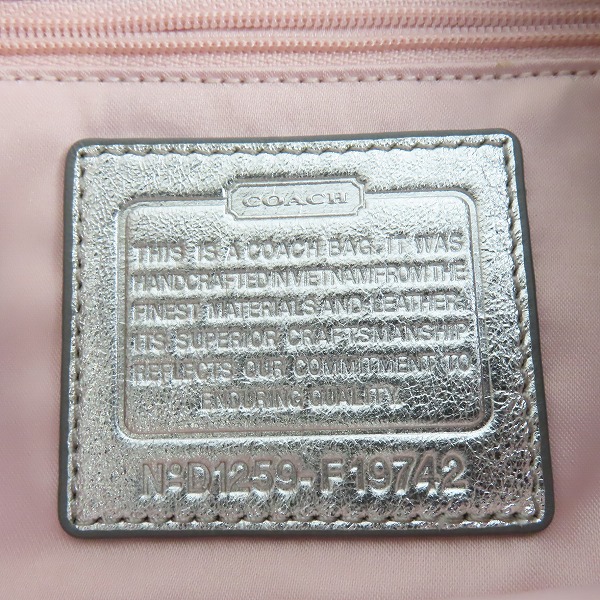 COACH
THIS IS A COACH BAG. IT WAS
HANDCRAFTED IN VIETNAM FROM THE
FINEST MATERIALS AND LEATHER.
ITS SUPERIOR CRAFTSMANSHIP
REFLECTS OUR COMMITMENT TO
ENDURING QUALITY.
Nº D1259-F19742